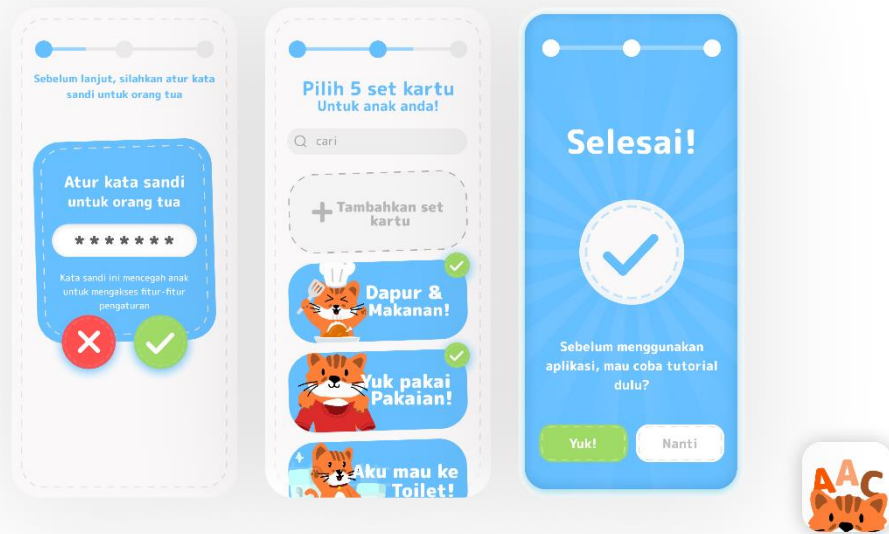 Sebelum lanjut, silahkan atur kata
sandi untuk orang tua
Atur kata sandi
untuk orang tua
*******
Kata sandi ini mencegah anak
untuk mengakses fitur-fitur
pengaturan
Pilih 5 set kartu
Untuk anak anda!
cari
Tambahkan set
kartu
Dapur &
Makanan!
Yuk pakai
Pakaian!
Aku mau ke
Toilet!
Selesai!
Sebelum menggunakan
aplikasi, mau coba tutorial
dulu?
Yuk!
Nanti
AAC